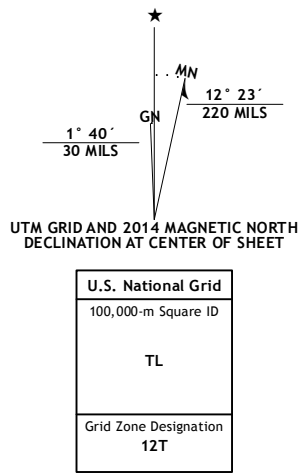 ★
MN
GN
12° 23´
220 MILS
1° 40´
30 MILS
UTM GRID AND 2014 MAGNETIC NORTH
DECLINATION AT CENTER OF SHEET
U.S. National Grid
100,000-m Square ID
TL
Grid Zone Designation
12T